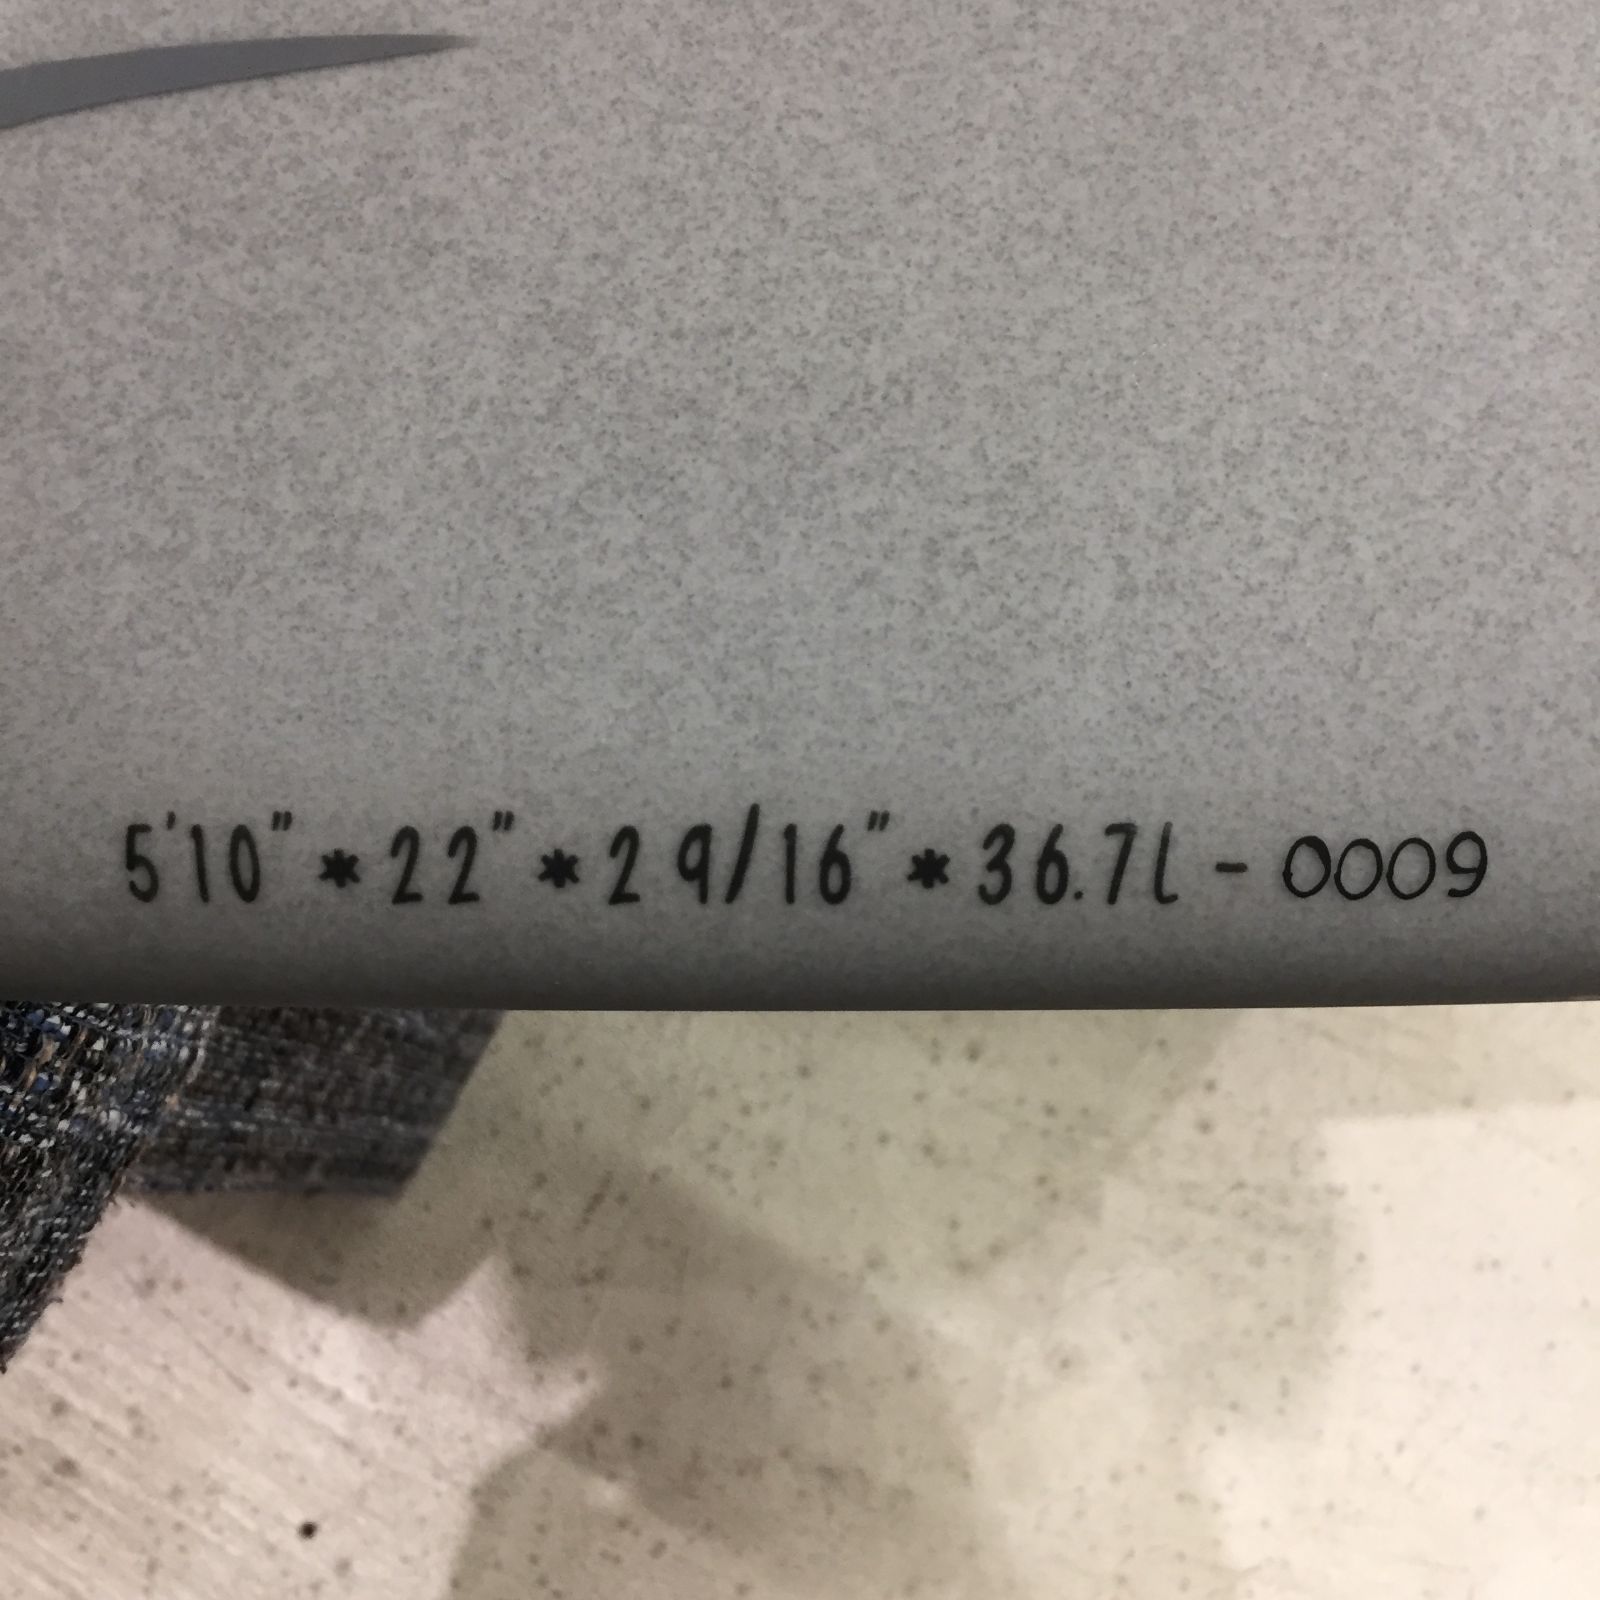 5'10" * 22" * 2 9/16" * 36.7l - 0009